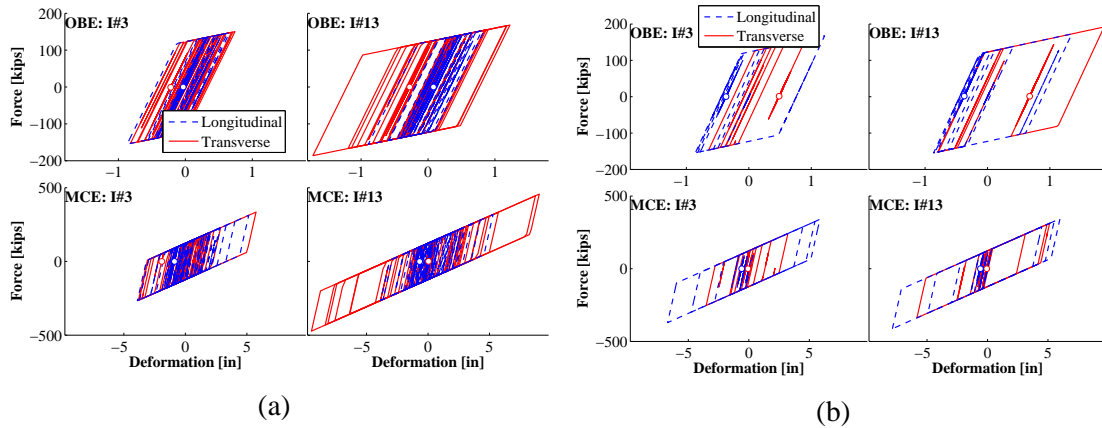 OBE: I#3
OBE: I#13
200
100
0
−100
−200
Force [kips]
Longitudinal
Transverse
−1 0 1
−1 0 1
MCE: I#3
MCE: I#13
500
0
−500
Force [kips]
−5 0 5
−5 0 5
Deformation [in]
Deformation [in]
(a)
OBE: I#3
OBE: I#13
Longitudinal
Transverse
200
100
0
−100
−200
Force [kips]
−1 0 1
−1 0 1
MCE: I#3
MCE: I#13
500
0
−500
Force [kips]
−5 0 5
−5 0 5
Deformation [in]
Deformation [in]
(b)